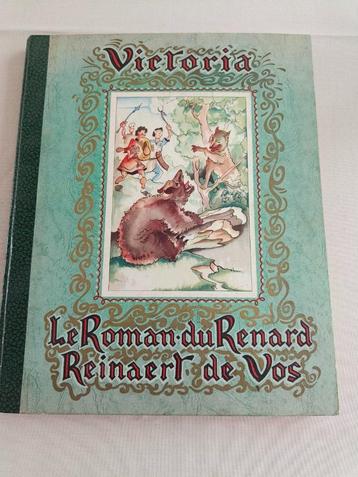 Victoria
Le Roman·du Renard
Reinaert de Vos